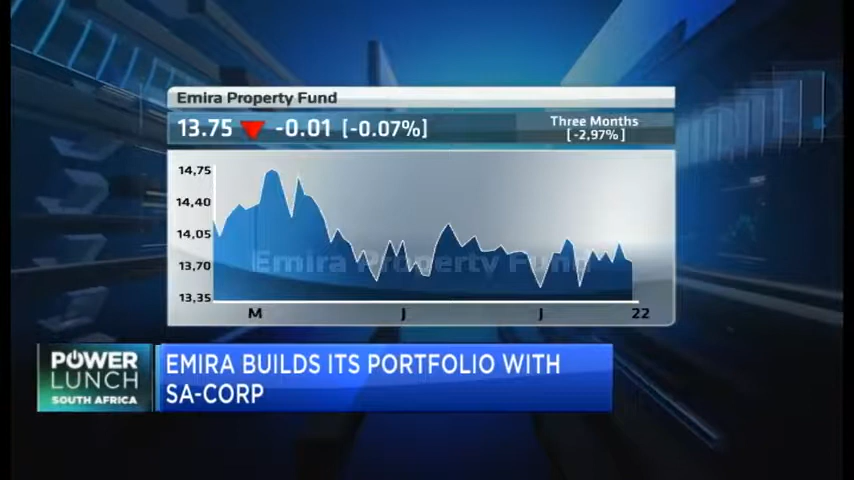 Emira Property Fund
13.75 -0.01 [-0.07%]
Three Months
[-2,97%]
14,75
14,40
14,05
13,70
13,35
Emira Property Fund
M J J 22
POWER
LUNCH
SOUTH AFRICA
EMIRA BUILDS ITS PORTFOLIO WITH
SA-CORP